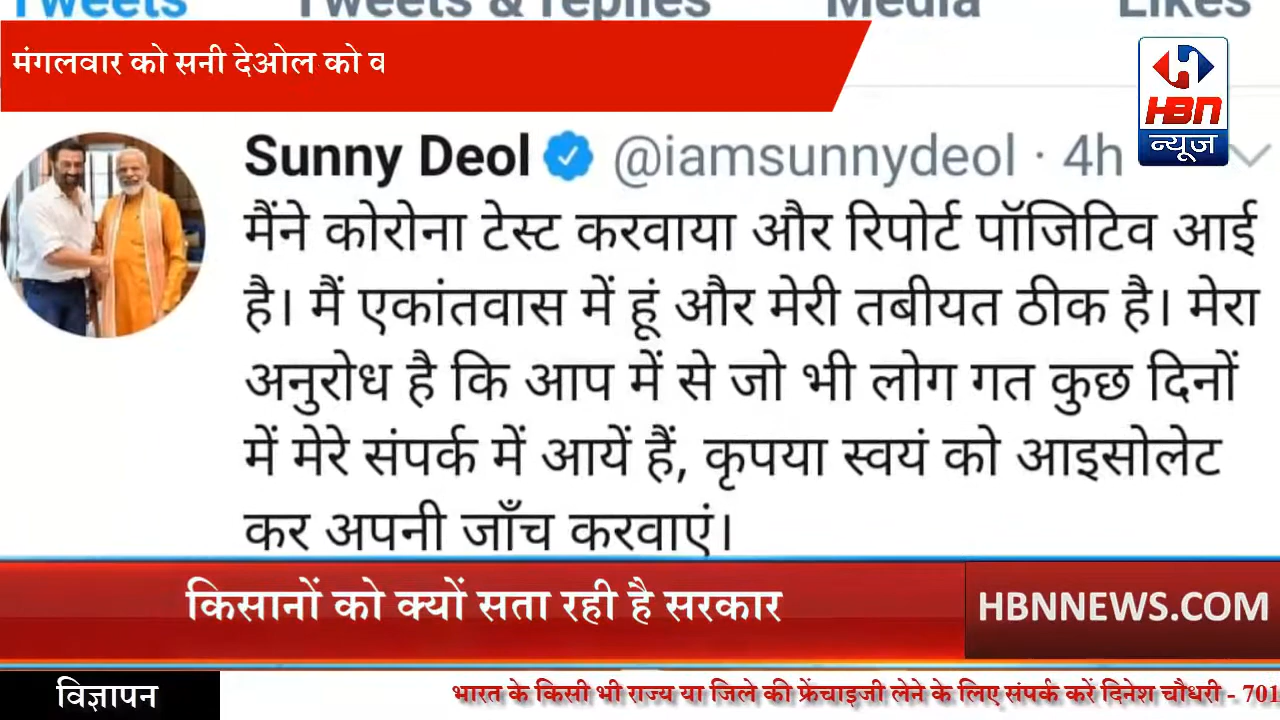 Tweets Tweets & replies Media Likes
मंगलवार को सनी देओल को व
HBN
न्यूज
Sunny Deol @iamsunnydeol · 4h
मैंने कोरोना टेस्ट करवाया और रिपोर्ट पॉजिटिव आई
है। मैं एकांतवास में हूं और मेरी तबीयत ठीक है। मेरा
अनुरोध है कि आप में से जो भी लोग गत कुछ दिनों
में मेरे संपर्क में आयें हैं, कृपया स्वयं को आइसोलेट
कर अपनी जाँच करवाएं।
किसानों को क्यों सता रही है सरकार
HBNNEWS.COM
विज्ञापन
भारत के किसी भी राज्य या जिले की फ्रेंचाइजी लेने के लिए संपर्क करें दिनेश चौधरी - 701